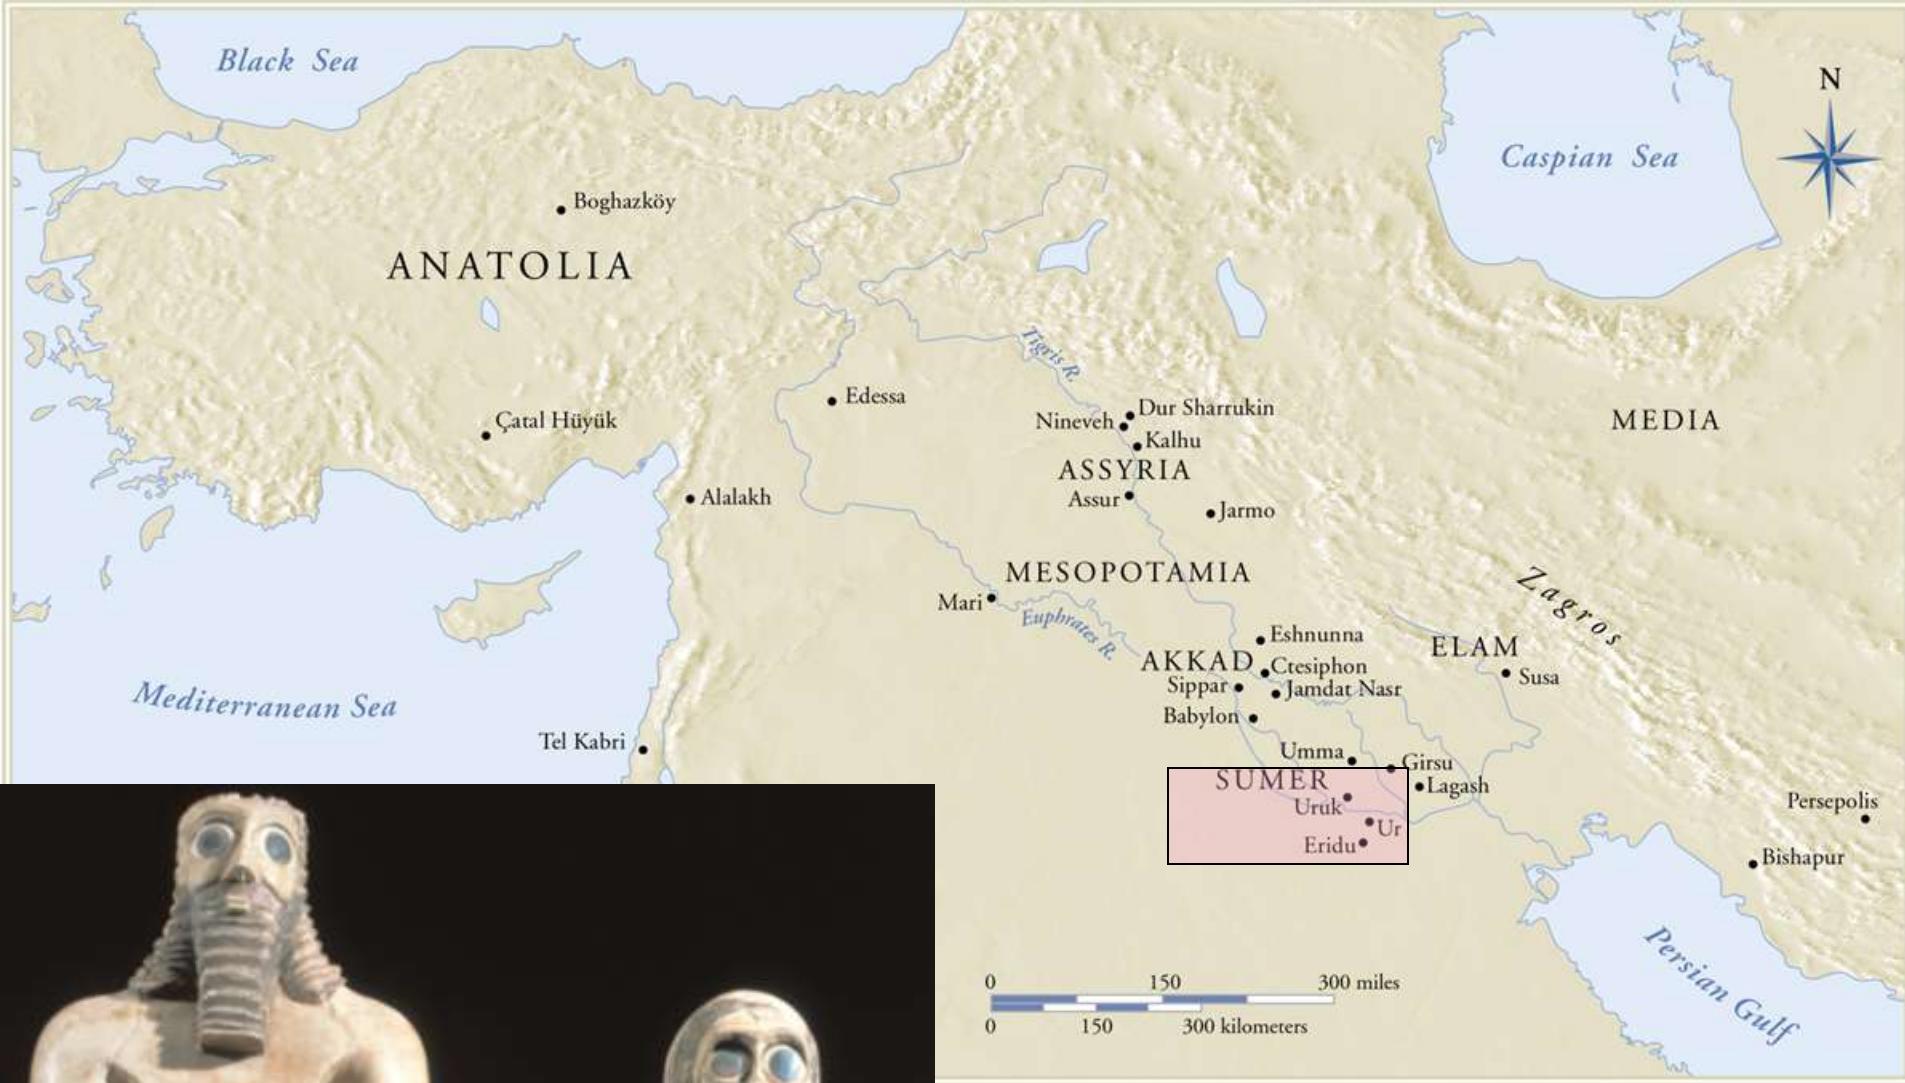 Black Sea
N
Caspian Sea
Boghazköy
ANATOLIA
Tigris R.
Edessa
Dur Sharrukin
Nineveh
Çatal Hüyük
MEDIA
Kalhu
ASSYRIA
Alalakh
Assur
Jarmo
MESOPOTAMIA
Mari
Euphrates R.
Zagros
Eshnunna
ELAM
AKKAD
Ctesiphon
Susa
Sippar
Jamdat Nasr
Mediterranean Sea
Babylon
Tel Kabri
Umma
Girsu
SUMER
Lagash
Uruk
Persepolis
Ur
Eridu
Bishapur
Persian Gulf
0 150 300 miles
0 150 300 kilometers